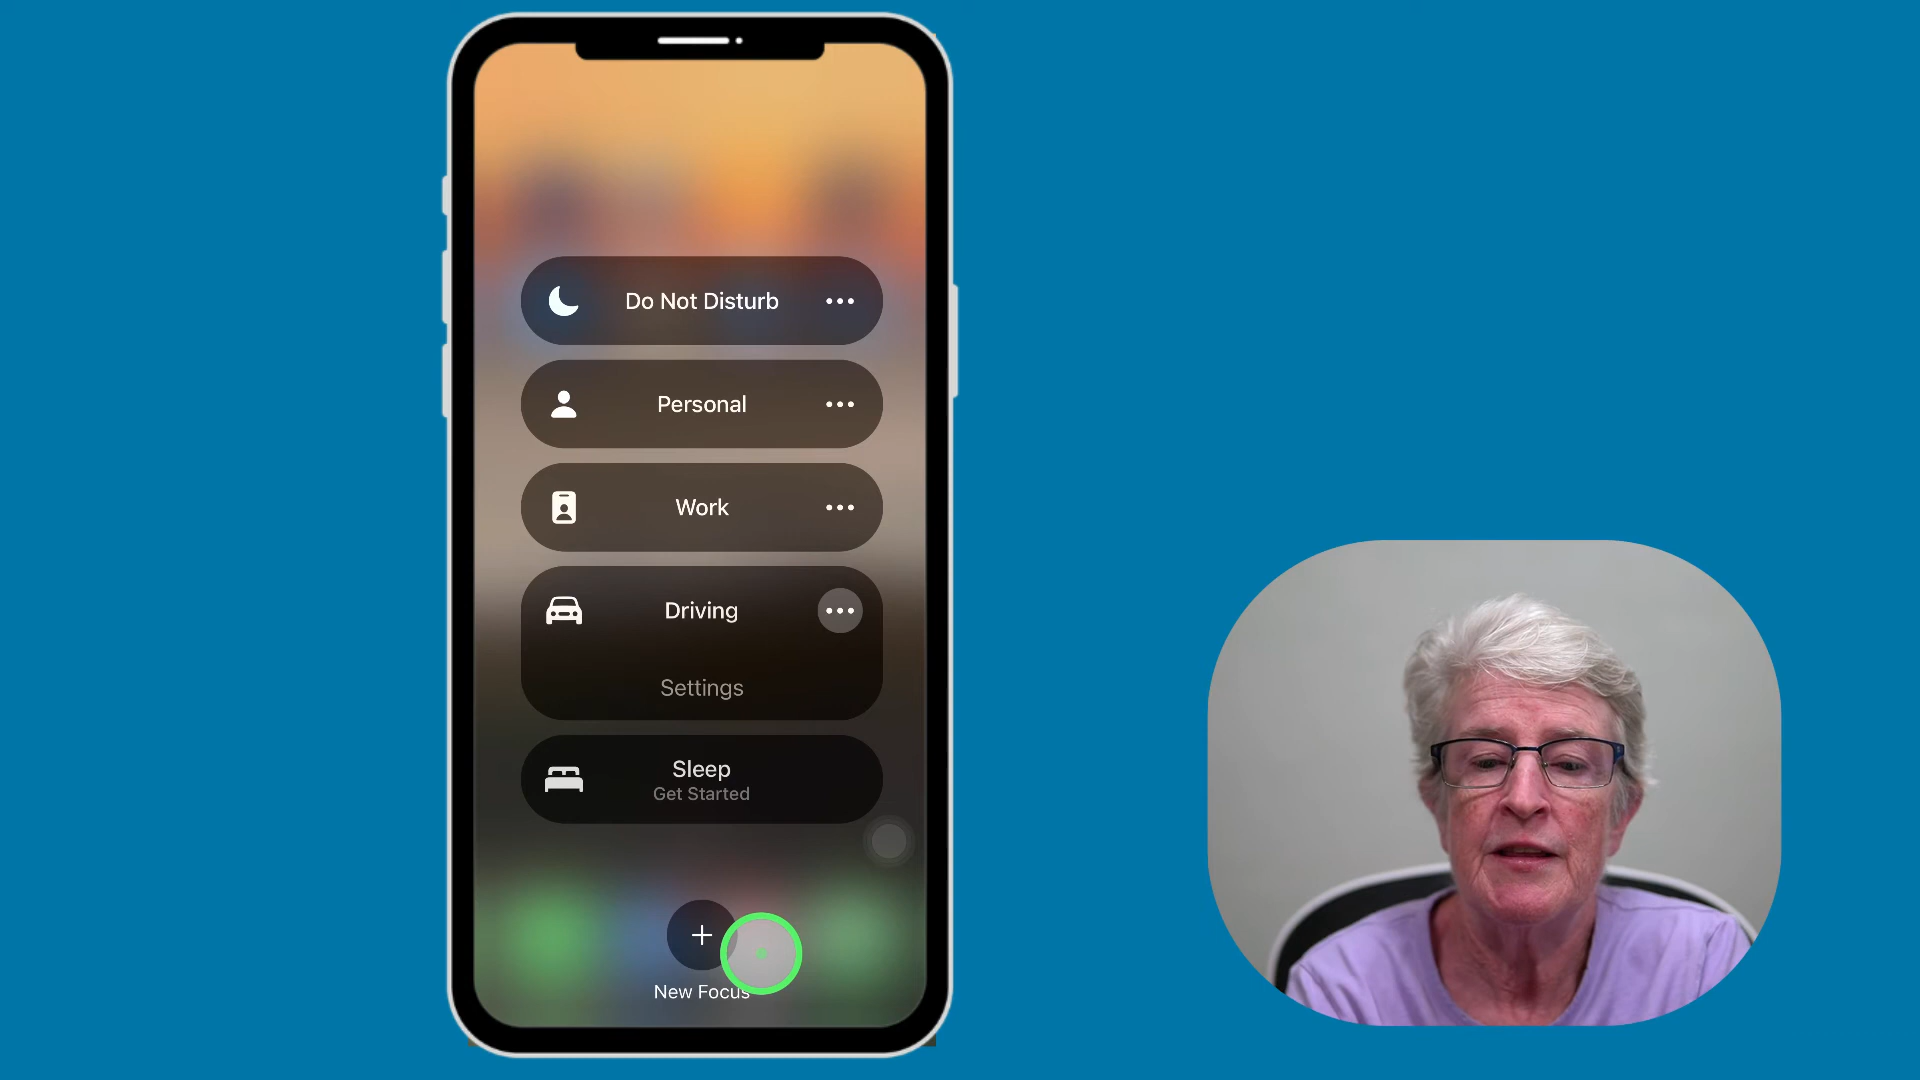 Do Not Disturb
Personal
Work
Driving
Settings
Sleep
Get Started
New Focus